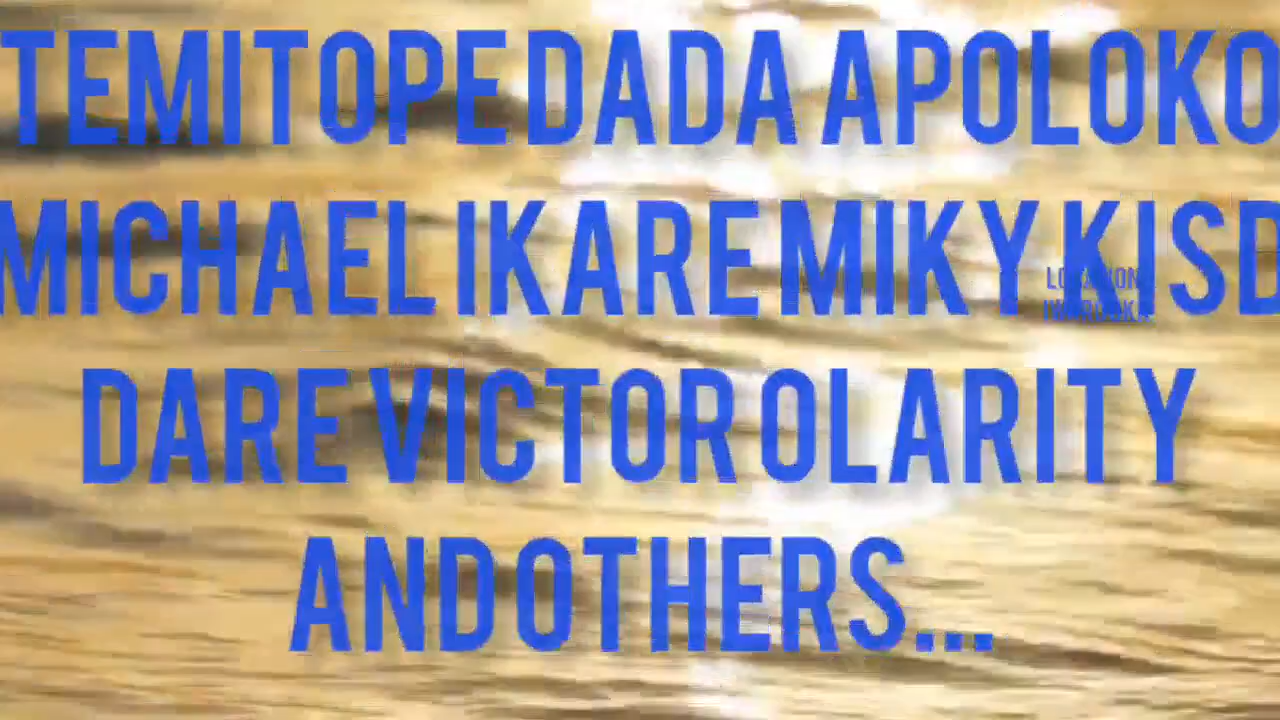 TEMITOPE DADA APOLOKO
MICHAEL IKARE MIKY KISD
DARE VICTOR OLARITY
AND OTHERS...